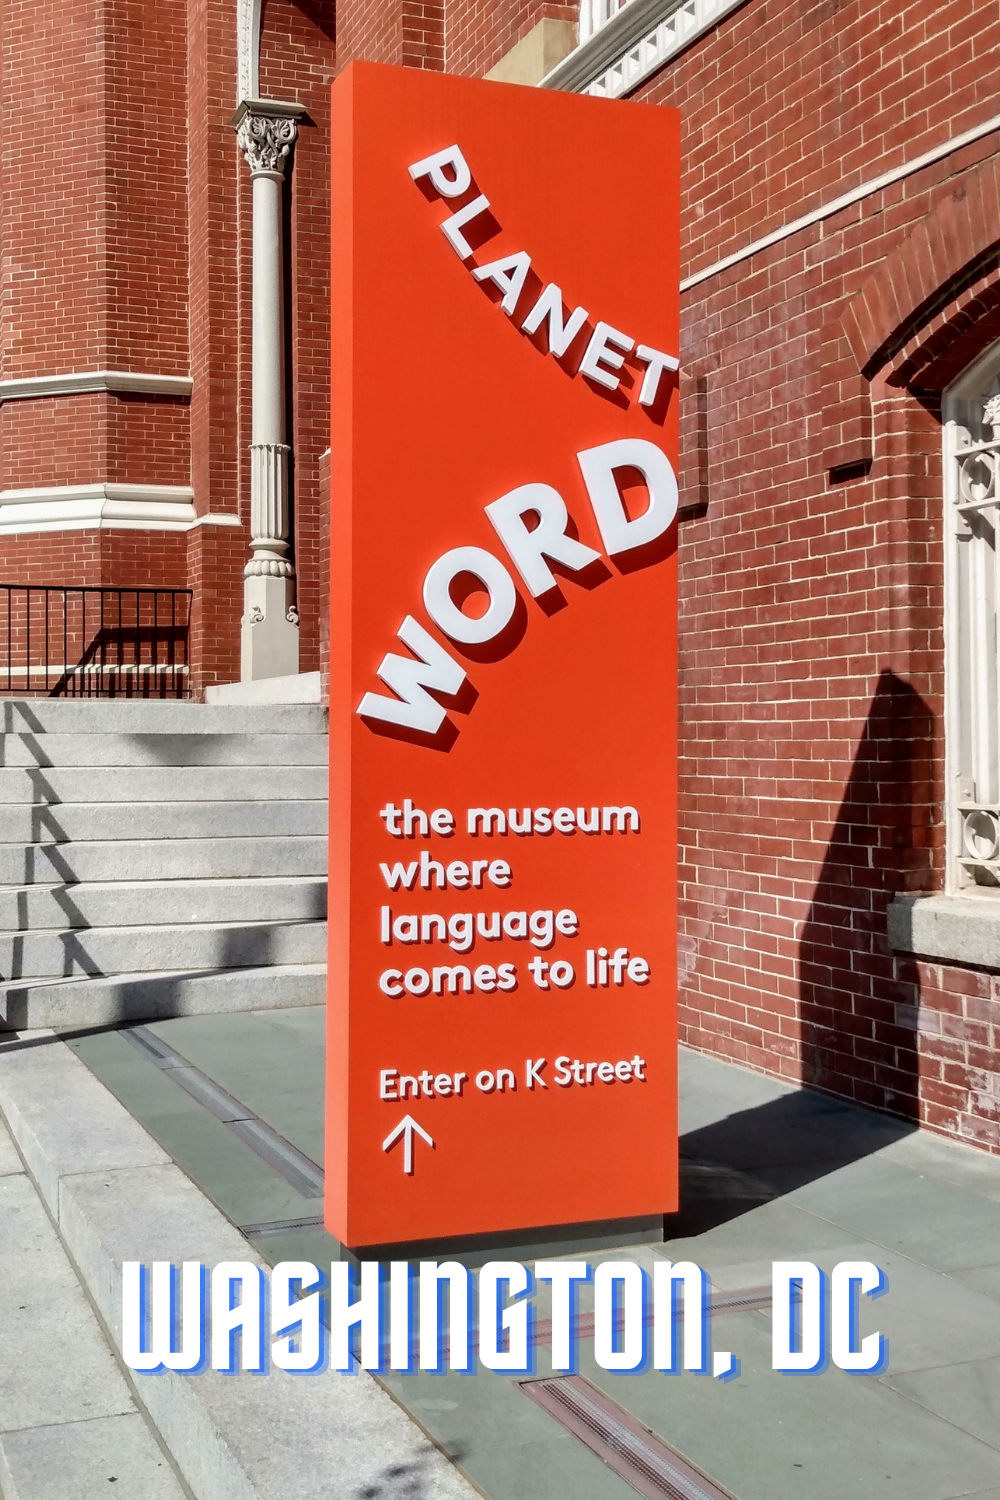 PLANET
WORD
the museum
where
language
comes to life
Enter on K Street
WASHINGTON, DC